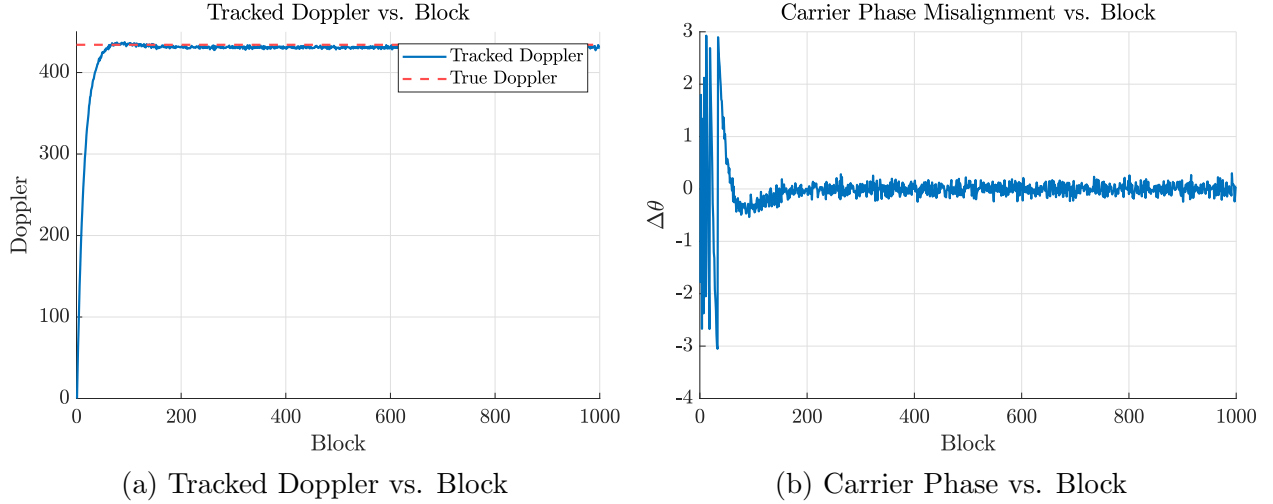 Tracked Doppler vs. Block
Doppler
400
300
200
100
0
0 200 400 600 800 1000
Block
Tracked Doppler
True Doppler
(a) Tracked Doppler vs. Block
Carrier Phase Misalignment vs. Block
Δθ
3
2
1
0
-1
-2
-3
-4
0 200 400 600 800 1000
Block
(b) Carrier Phase vs. Block